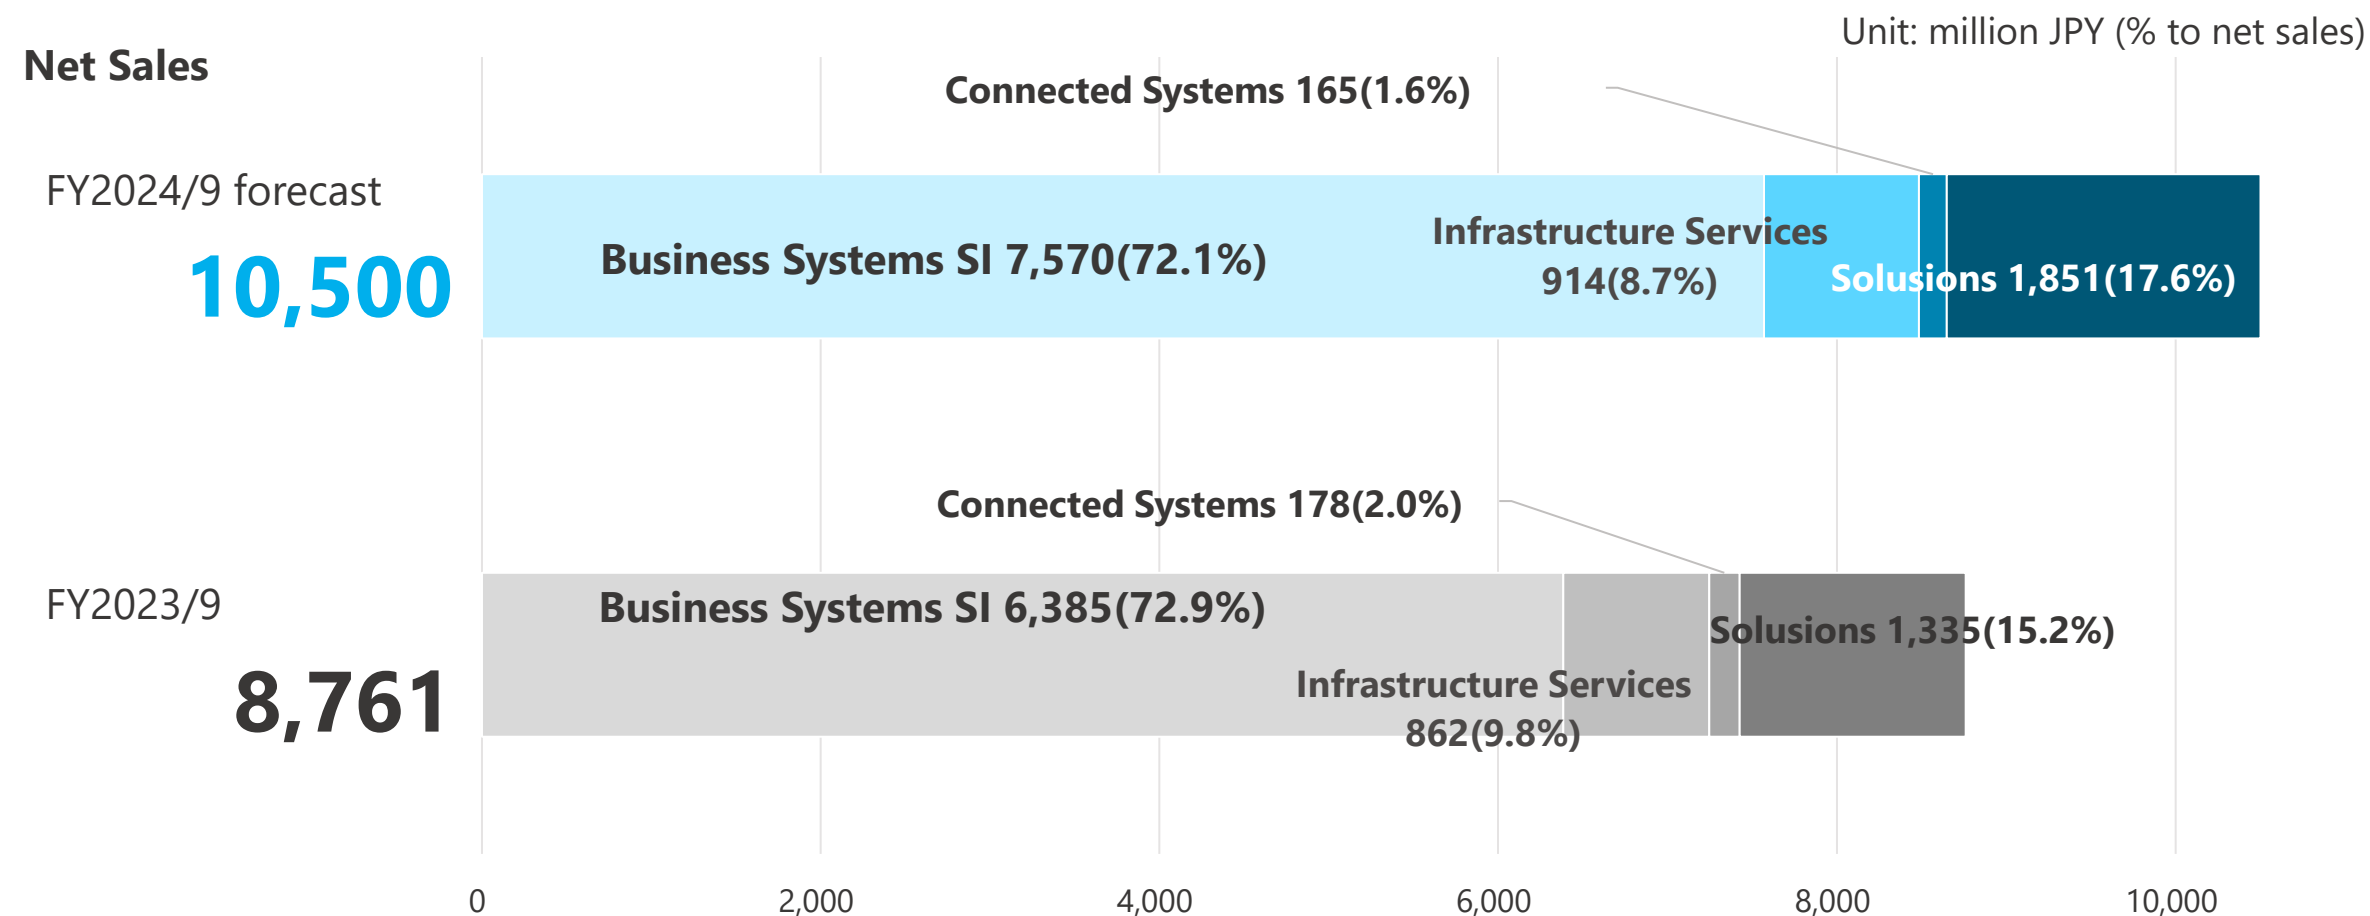 Unit: million JPY (% to net sales)
Net Sales
Connected Systems 165(1.6%)
FY2024/9 forecast
10,500
Business Systems SI 7,570(72.1%)
Infrastructure Services
914(8.7%)
Solusions 1,851(17.6%)
Connected Systems 178(2.0%)
FY2023/9
8,761
Business Systems SI 6,385(72.9%)
Solusions 1,335(15.2%)
Infrastructure Services
862(9.8%)
0 2,000 4,000 6,000 8,000 10,000